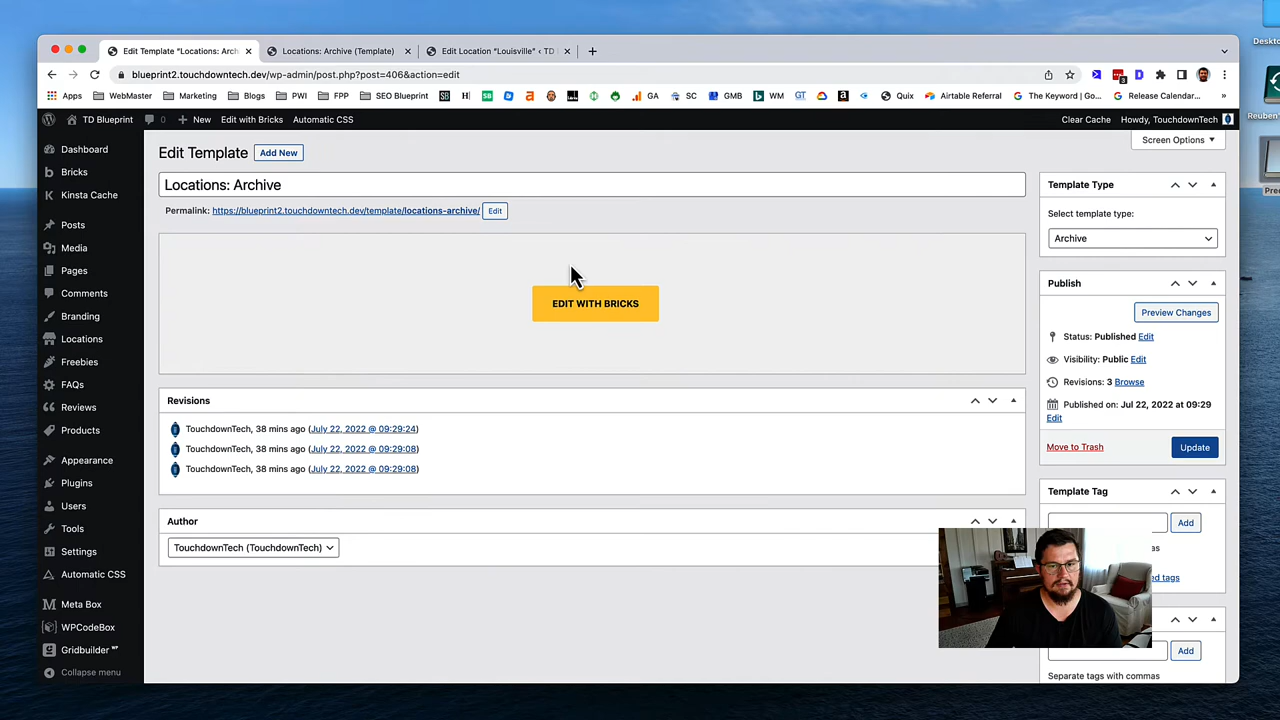 Desktop
Edit Template "Locations: Arch
Locations: Archive (Template)
Edit Location "Louisville" ‹ TD
blueprint2.touchdowntech.dev/wp-admin/post.php?post=406&action=edit
3
Reuben'
Apps WebMaster Marketing Blogs PWI FPP SEO Blueprint GA SC GMB WM GT Quix Airtable Referral The Keyword | Go... Release Calendar... »
TD Blueprint 0 New Edit with Bricks Automatic CSS Clear Cache Howdy, TouchdownTech
Screen Options
Dashboard
Bricks
Kinsta Cache
Posts
Media
Pages
Comments
Branding
Locations
Freebies
FAQs
Reviews
Products
Appearance
Plugins
Users
Tools
Settings
Automatic CSS
Meta Box
WPCodeBox
Gridbuilder WP
Collapse menu
Edit Template Add New
Locations: Archive
Permalink: https://blueprint2.touchdowntech.dev/template/locations-archive/ Edit
EDIT WITH BRICKS
Revisions
TouchdownTech, 38 mins ago (July 22, 2022 @ 09:29:24)
TouchdownTech, 38 mins ago (July 22, 2022 @ 09:29:08)
TouchdownTech, 38 mins ago (July 22, 2022 @ 09:29:08)
Author
TouchdownTech (TouchdownTech)
Template Type
Select template type:
Archive
Publish
Preview Changes
Status: Published Edit
Visibility: Public Edit
Revisions: 3 Browse
Published on: Jul 22, 2022 at 09:29
Edit
Move to Trash Update
Template Tag
Add
as
ed tags
Add
Separate tags with commas